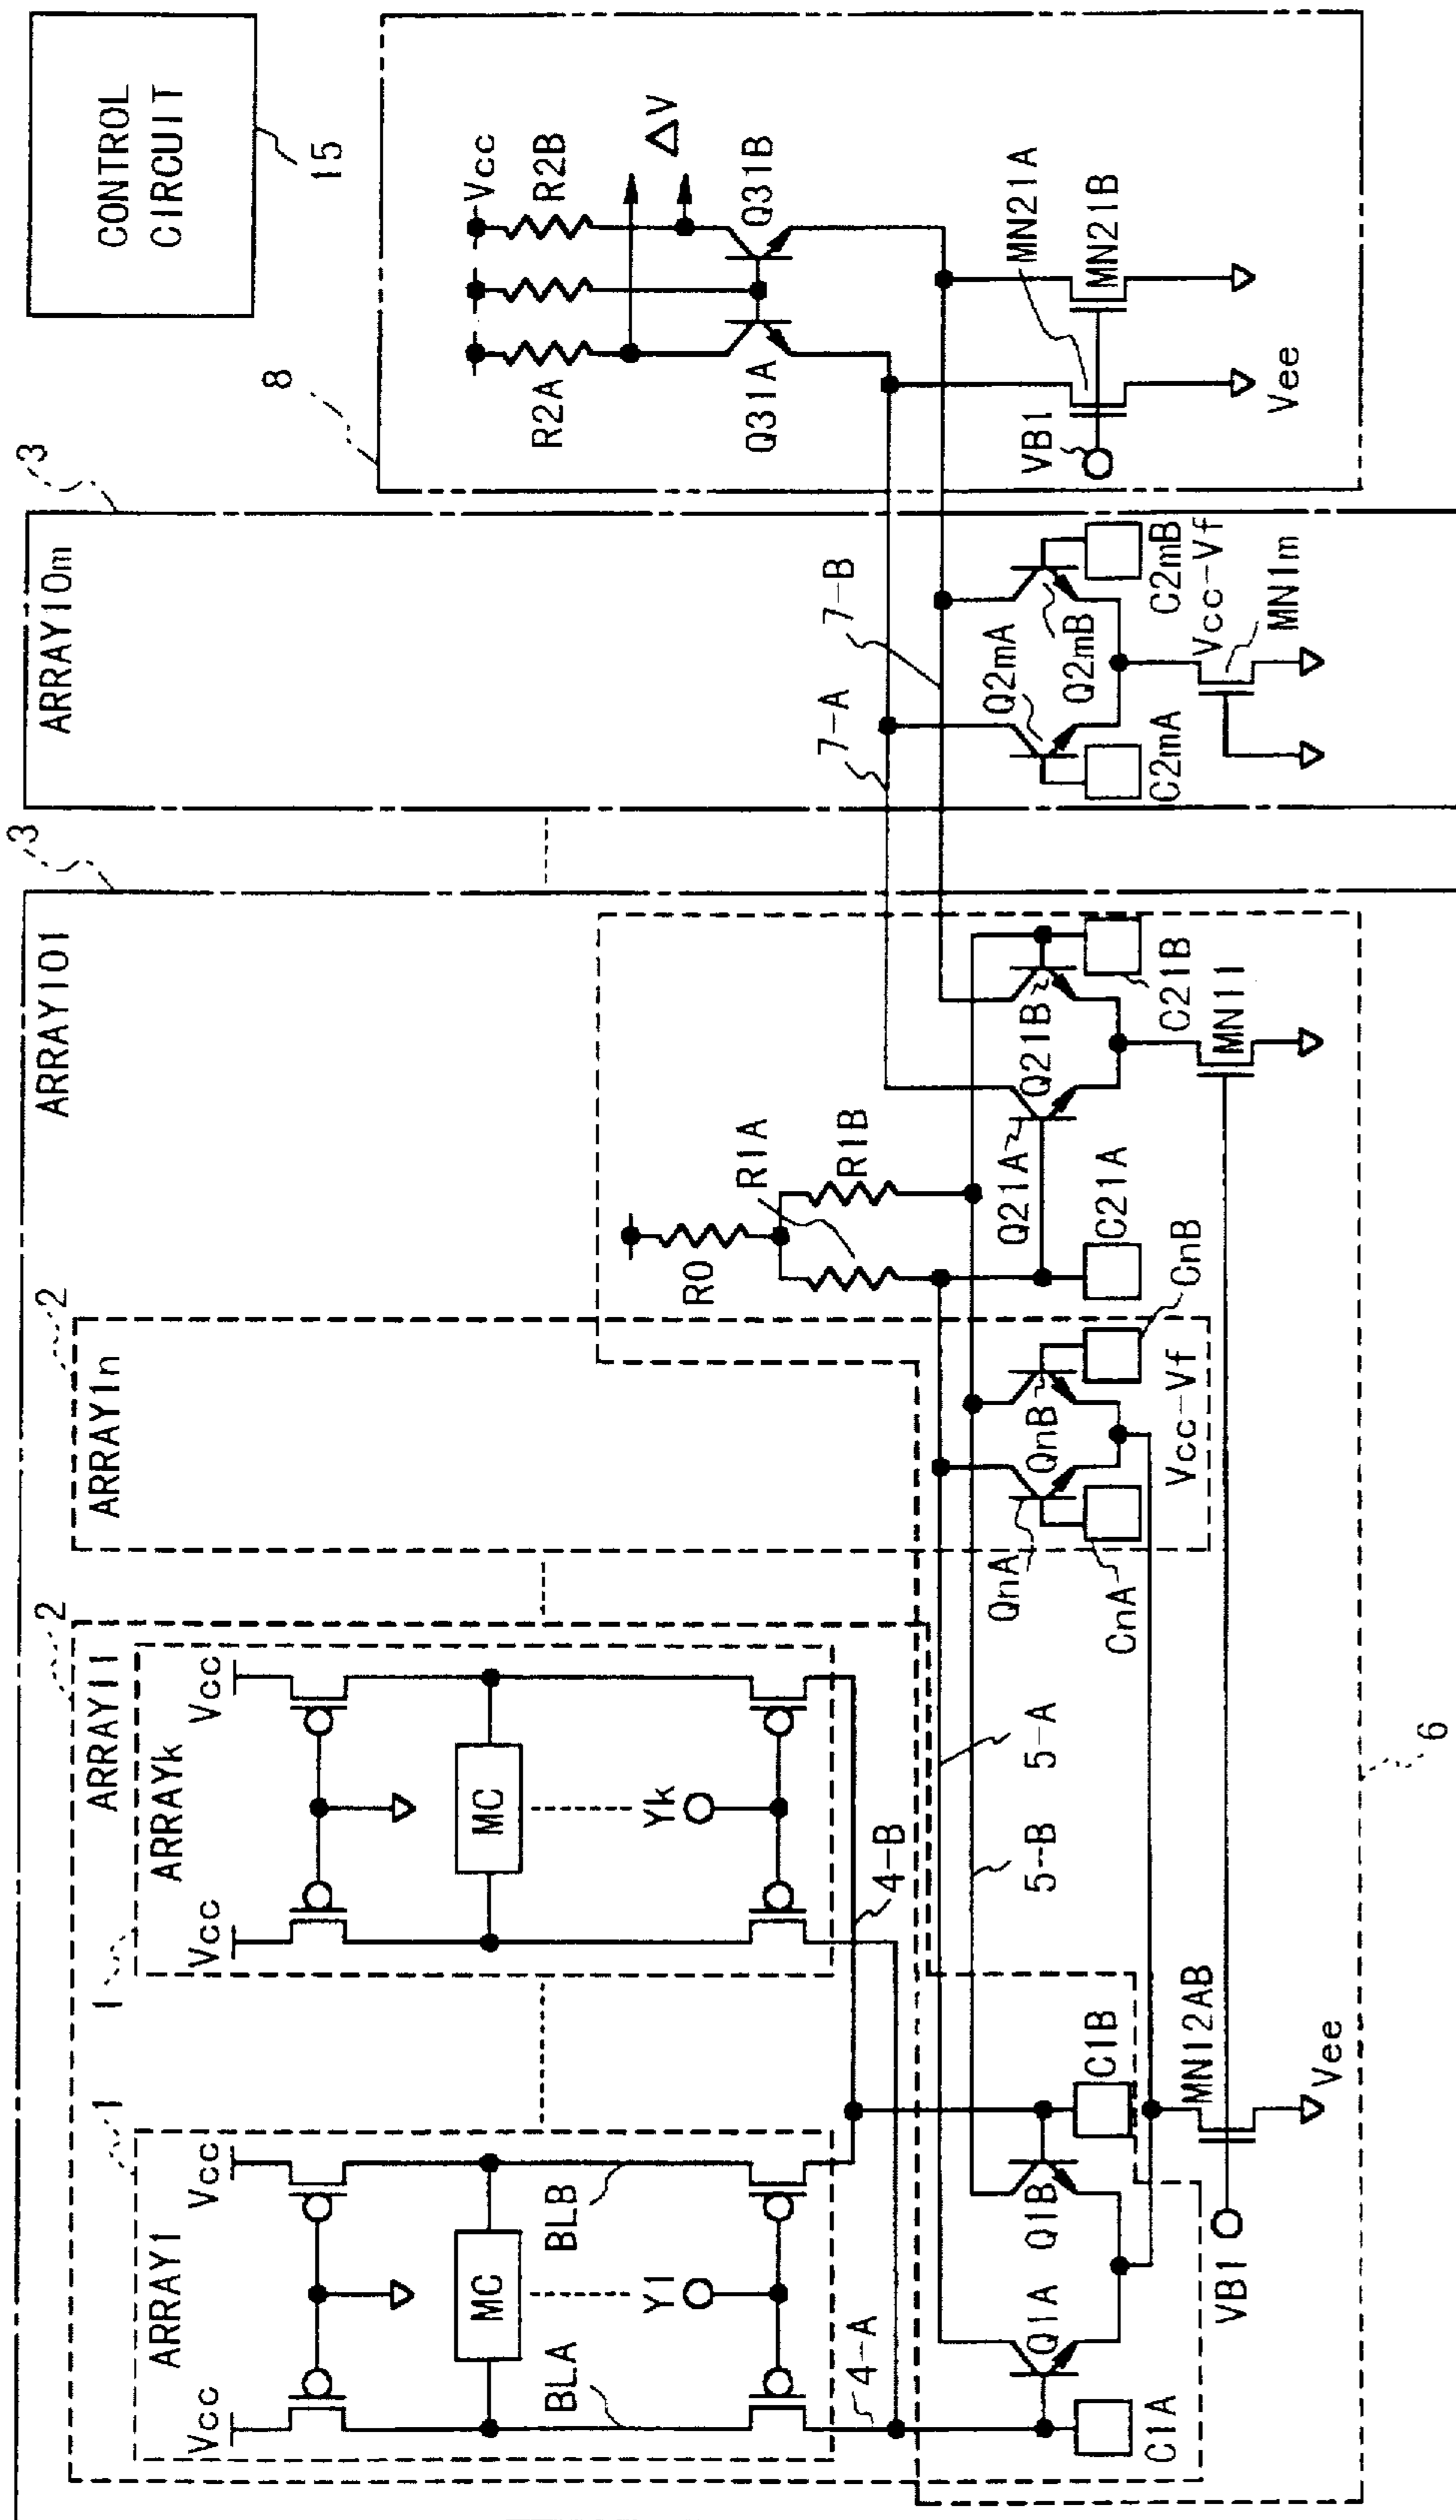 CONTROL
CIRCUIT
15
8
Vcc
R2A
R2B
ΔV
Q31A
Q31B
MN21A
MN21B
VB1
Vee
3
ARRAY10m
7-A
7-B
Q2mA
Q2mB
C2mA
C2mB
Vcc-Vf
MN1m
3
ARRAY101
R0
R1A
R1B
Q21A
Q21B
C21A
C21B
MN11
2
ARRAY1n
QnA
QnB
CnA
CnB
Vcc-Vf
2
ARRAY11
1
ARRAYk
Vcc
Vcc
MC
Yk
4-B
5-A
5-B
6
1
ARRAY1
Vcc
Vcc
MC
BLA
BLB
Y1
4-A
Q1A
Q1B
C1A
C1B
MN12AB
VB1
Vee